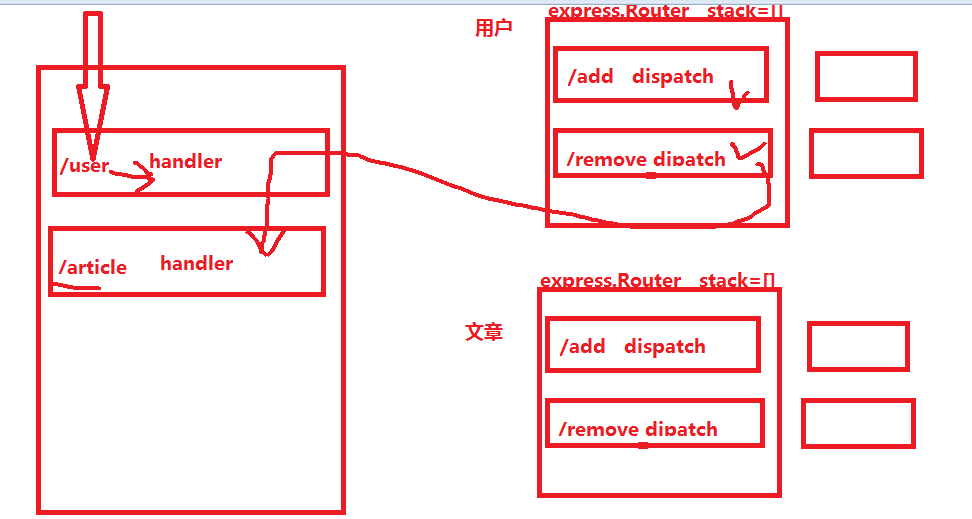 express.Router stack=[]
用户
/add dispatch
/remove dipatch
/user handler
/article handler
express.Router stack=[]
文章
/add dispatch
/remove dipatch